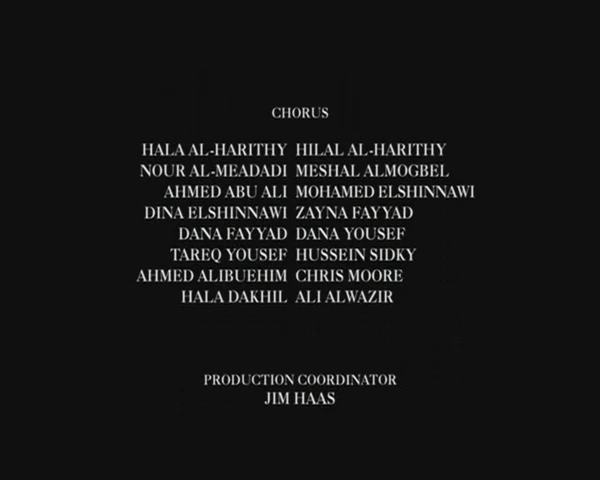 CHORUS
HALA AL-HARITHY HILAL AL-HARITHY
NOUR AL-MEADADI MESHAL ALMOGBEL
AHMED ABU ALI MOHAMED ELSHINNAWI
DINA ELSHINNAWI ZAYNA FAYYAD
DANA FAYYAD DANA YOUSEF
TAREQ YOUSEF HUSSEIN SIDKY
AHMED ALIBUEHIM CHRIS MOORE
HALA DAKHIL ALI ALWAZIR
PRODUCTION COORDINATOR
JIM HAAS